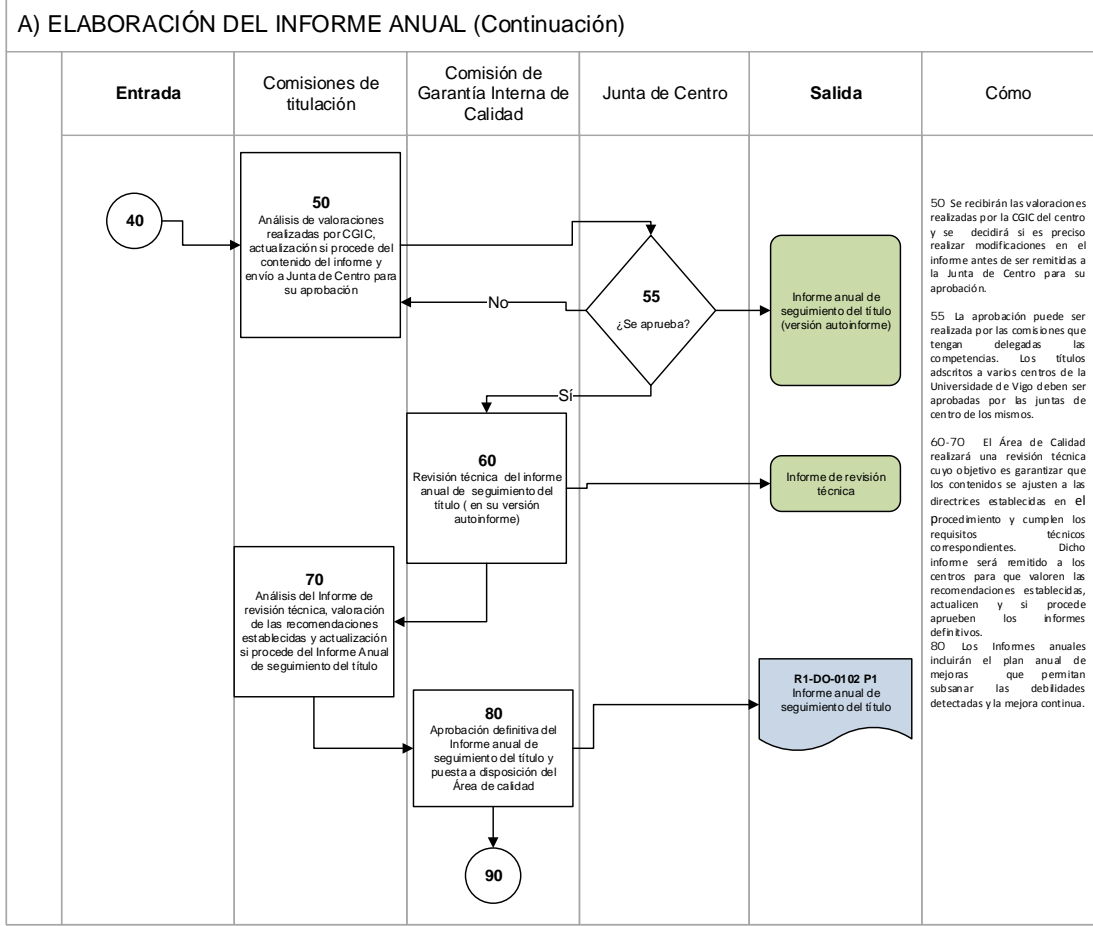 A) ELABORACIÓN DEL INFORME ANUAL (Continuación)
Entrada
Comisiones de
titulación
Comisión de
Garantía Interna de
Calidad
Junta de Centro
Salida
Cómo
40
50
Análisis de valoraciones
realizadas por CGIC,
actualización si procede del
contenido del informe y
envío a Junta de Centro para
su aprobación
55
¿Se aprueba?
No
Sí
Informe anual de
seguimiento del título
(versión autoinforme)
60
Revisión técnica del informe
anual de seguimiento del
título ( en su versión
autoinforme)
Informe de revisión
técnica
70
Análisis del Informe de
revisión técnica, valoración
de las recomendaciones
establecidas y actualización
si procede del Informe Anual
de seguimiento del título
80
Aprobación definitiva del
Informe anual de
seguimiento del título y
puesta a disposición del
Área de calidad
R1-DO-0102 P1
Informe anual de
seguimiento del título
90
50 Se recibirán las valoraciones
realizadas por la CGIC del centro
y se decidirá si es preciso
realizar modificaciones en el
informe antes de ser remitidas a
la Junta de Centro para su
aprobación.
55 La aprobación puede ser
realizada por las comisiones que
tengan delegadas las
competencias. Los títulos
adscritos a varios centros de la
Universidade de Vigo deben ser
aprobadas por las juntas de
centro de los mismos.
60-70 El Área de Calidad
realizará una revisión técnica
cuyo objetivo es garantizar que
los contenidos se ajusten a las
directrices establecidas en el
procedimiento y cumplen los
requisitos técnicos
correspondientes. Dicho
informe será remitido a los
centros para que valoren las
recomendaciones establecidas,
actualicen y si procede
aprueben los informes
definitivos.
80 Los Informes anuales
incluirán el plan anual de
mejoras que permitan
subsanar las debilidades
detectadas y la mejora continua.